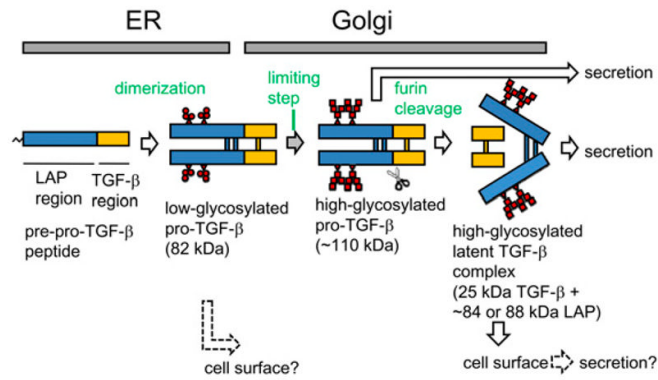 ER
Golgi
dimerization
limiting
step
furin
cleavage
secretion
secretion
LAP
region
TGF-β
region
pre-pro-TGF-β
peptide
low-glycosylated
pro-TGF-β
(82 kDa)
high-glycosylated
pro-TGF-β
(~110 kDa)
high-glycosylated
latent TGF-β
complex
(25 kDa TGF-β +
~84 or 88 kDa LAP)
cell surface?
cell surface
secretion?